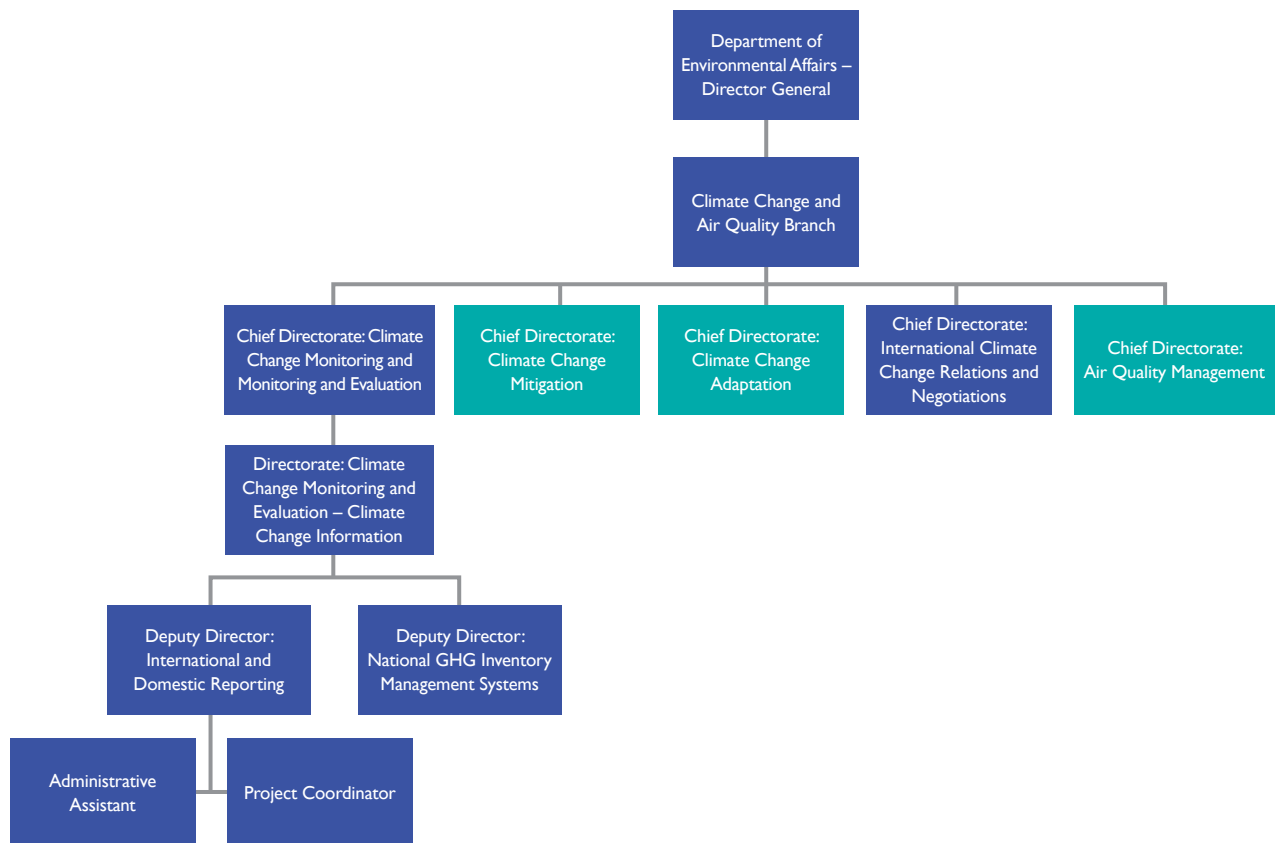 Department of
Environmental Affairs –
Director General
Climate Change and
Air Quality Branch
Chief Directorate: Climate
Change Monitoring and
Monitoring and Evaluation
Chief Directorate:
Climate Change
Mitigation
Chief Directorate:
Climate Change
Adaptation
Chief Directorate:
International Climate
Change Relations and
Negotiations
Chief Directorate:
Air Quality Management
Directorate: Climate
Change Monitoring and
Evaluation – Climate
Change Information
Deputy Director:
International and
Domestic Reporting
Deputy Director:
National GHG Inventory
Management Systems
Administrative
Assistant
Project Coordinator